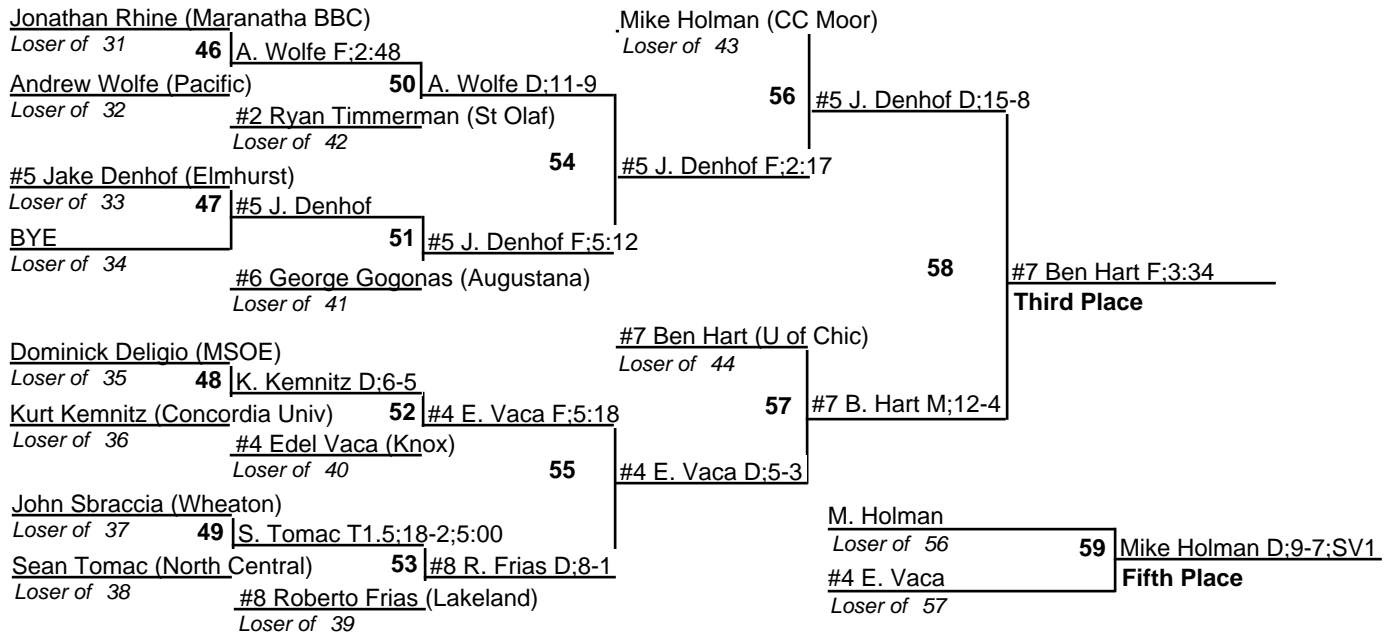 Jonathan Rhine (Maranatha BBC)
Loser of 31
46
A. Wolfe F;2:48
Andrew Wolfe (Pacific)
Loser of 32
50
A. Wolfe D;11-9
#2 Ryan Timmerman (St Olaf)
Loser of 42
#5 Jake Denhof (Elmhurst)
Loser of 33
47
#5 J. Denhof
BYE
Loser of 34
51
#5 J. Denhof F;5:12
#6 George Gogonas (Augustana)
Loser of 41
54
#5 J. Denhof F;2:17
Mike Holman (CC Moor)
Loser of 43
56
#5 J. Denhof D;15-8
Dominick Deligio (MSOE)
Loser of 35
48
K. Kemnitz D;6-5
Kurt Kemnitz (Concordia Univ)
Loser of 36
52
#4 E. Vaca F;5:18
#4 Edel Vaca (Knox)
Loser of 40
John Sbraccia (Wheaton)
Loser of 37
49
S. Tomac T1.5;18-2;5:00
Sean Tomac (North Central)
Loser of 38
53
#8 R. Frias D;8-1
#8 Roberto Frias (Lakeland)
Loser of 39
55
#4 E. Vaca D;5-3
#7 Ben Hart (U of Chic)
Loser of 44
57
#7 B. Hart M;12-4
58
#7 Ben Hart F;3:34
Third Place
M. Holman
Loser of 56
59
Mike Holman D;9-7;SV1
#4 E. Vaca
Fifth Place
Loser of 57